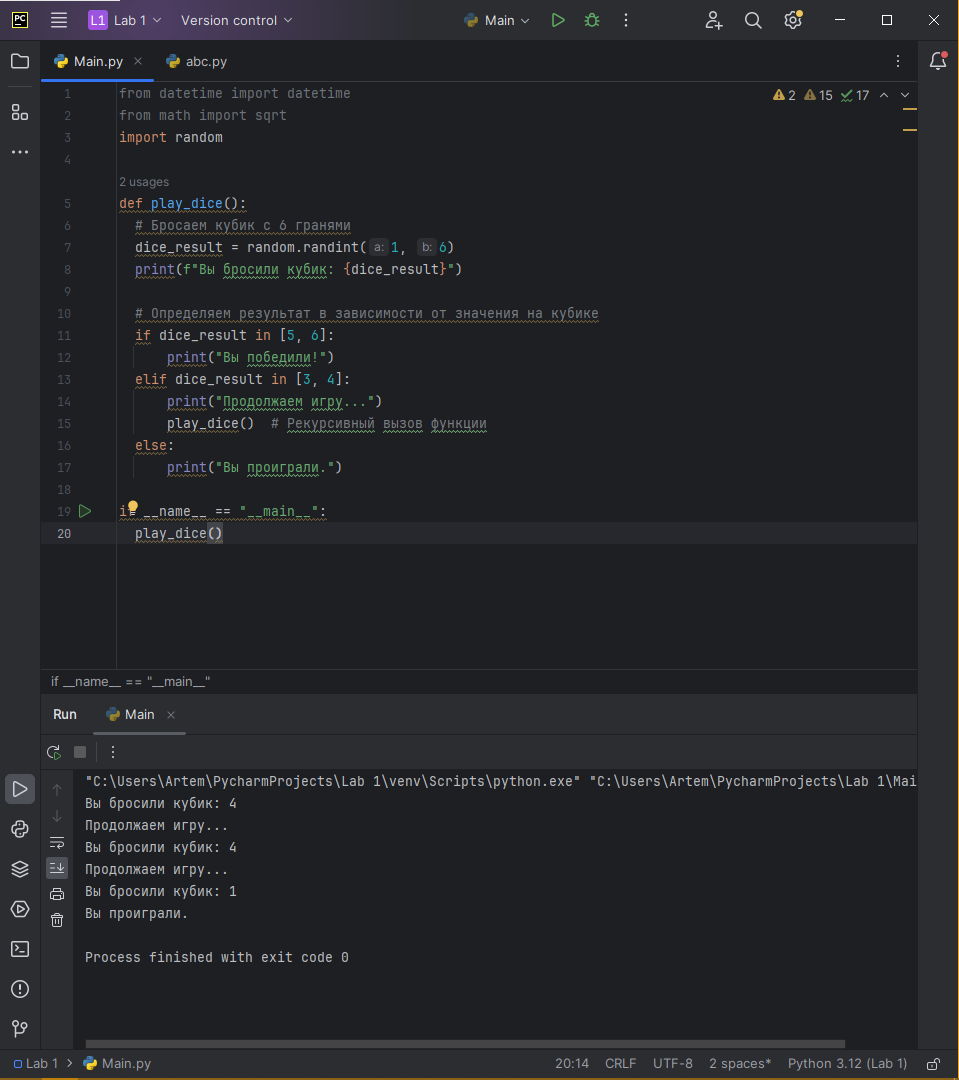 PC L1 Lab 1 Version control Main
Main.py abc.py
2 15 17
1 from datetime import datetime
2 from math import sqrt
3 import random
4
2 usages
5 def play_dice():
6 # Бросаем кубик с 6 гранями
7 dice_result = random.randint(a: 1, b: 6)
8 print(f"Вы бросили кубик: {dice_result}")
9
10 # Определяем результат в зависимости от значения на кубике
11 if dice_result in [5, 6]:
12 print("Вы победили!")
13 elif dice_result in [3, 4]:
14 print("Продолжаем игру...")
15 play_dice() # Рекурсивный вызов функции
16 else:
17 print("Вы проиграли.")
18
19 if __name__ == "__main__":
20 play_dice()
if __name__ == "__main__"
Run Main
"C:\Users\Artem\PycharmProjects\Lab 1\venv\Scripts\python.exe" "C:\Users\Artem\PycharmProjects\Lab 1\Mai
Вы бросили кубик: 4
Продолжаем игру...
Вы бросили кубик: 4
Продолжаем игру...
Вы бросили кубик: 1
Вы проиграли.
Process finished with exit code 0
Lab 1 Main.py 20:14 CRLF UTF-8 2 spaces* Python 3.12 (Lab 1)